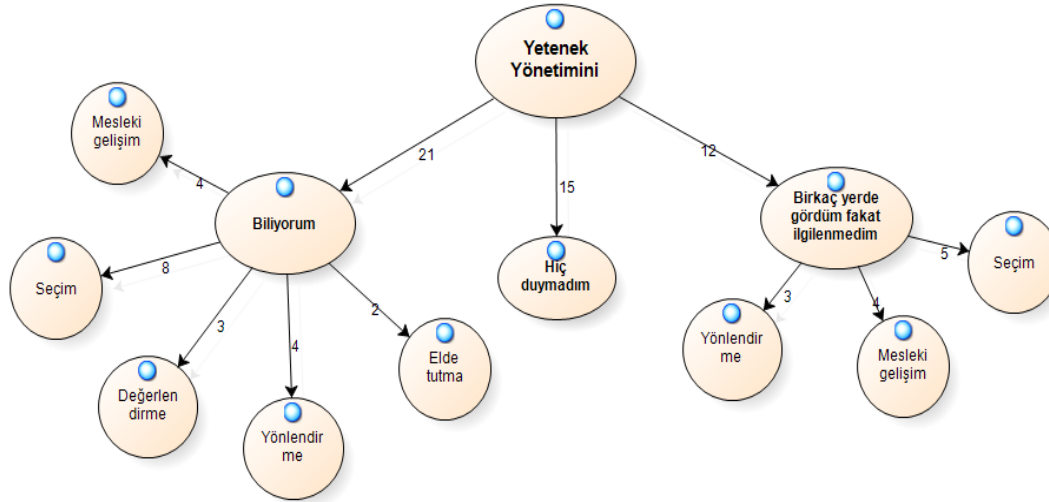 Yetenek
Yönetimini
21
15
12
Mesleki
gelişim
4
Biliyorum
Birkaç yerde
gördüm fakat
ilgilenmedim
Hiç
duymadım
Seçim
8
3
4
2
5
Seçim
3
4
Yönlendir
me
Mesleki
gelişim
Elde
tutma
Değerlen
dirme
Yönlendir
me